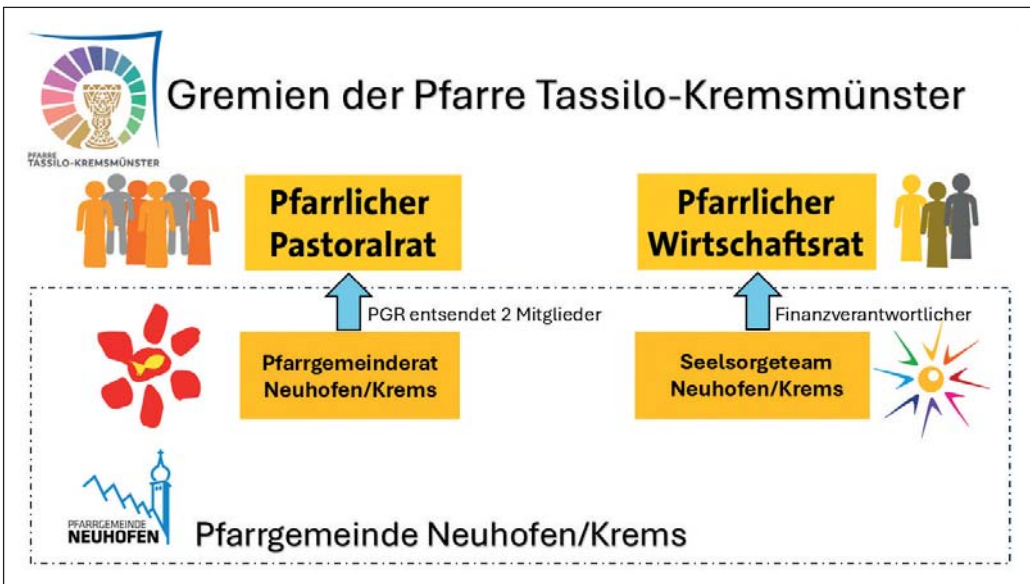 Gremien der Pfarre Tassilo-Kremsmünster
PFARRE
TASSILO-KREMSMÜNSTER
Pfarrlicher
Pastoralrat
Pfarrlicher
Wirtschaftsrat
PGR entsendet 2 Mitglieder
Finanzverantwortlicher
Pfarrgemeinderat
Neuhofen/Krems
Seelsorgeteam
Neuhofen/Krems
PFARRGEMEINDE
NEUHOFEN
Pfarrgemeinde Neuhofen/Krems